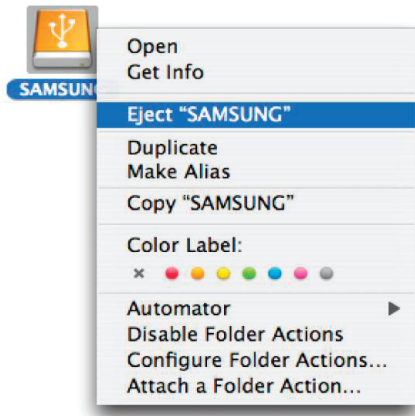 SAMSUNG
Open
Get Info
Eject “SAMSUNG”
Duplicate
Make Alias
Copy “SAMSUNG”
Color Label:
Automator
Disable Folder Actions
Configure Folder Actions...
Attach a Folder Action...